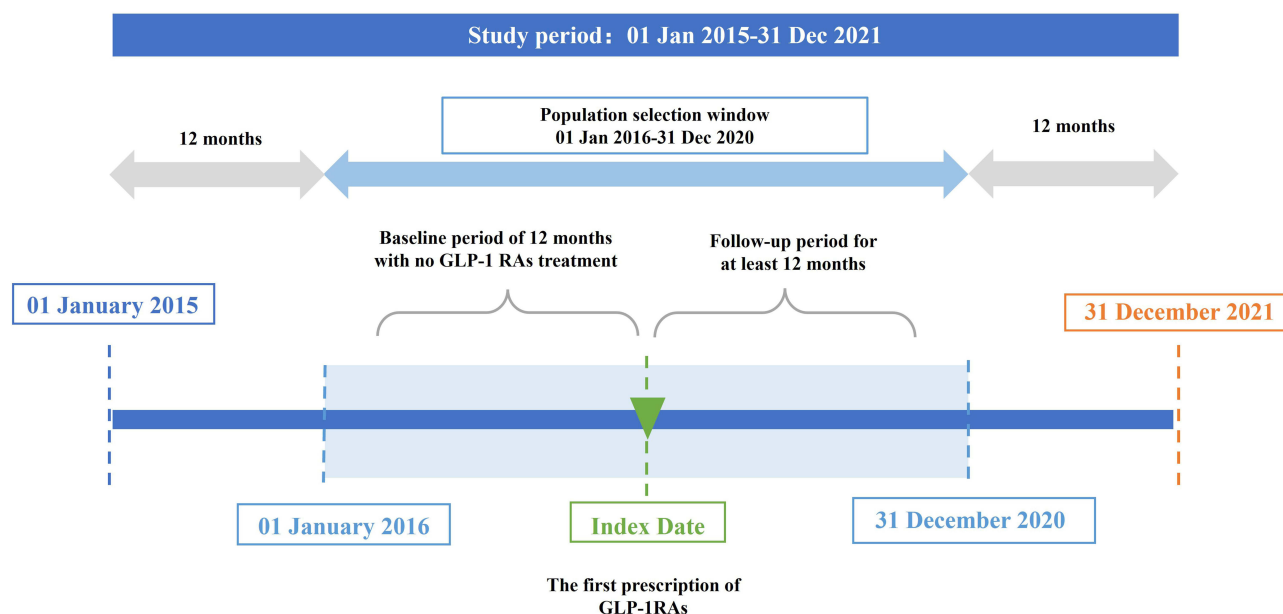 Study period：01 Jan 2015-31 Dec 2021
12 months
Population selection window
01 Jan 2016-31 Dec 2020
12 months
Baseline period of 12 months
with no GLP-1 RAs treatment
Follow-up period for
at least 12 months
01 January 2015
31 December 2021
01 January 2016
Index Date
31 December 2020
The first prescription of
GLP-1RAs